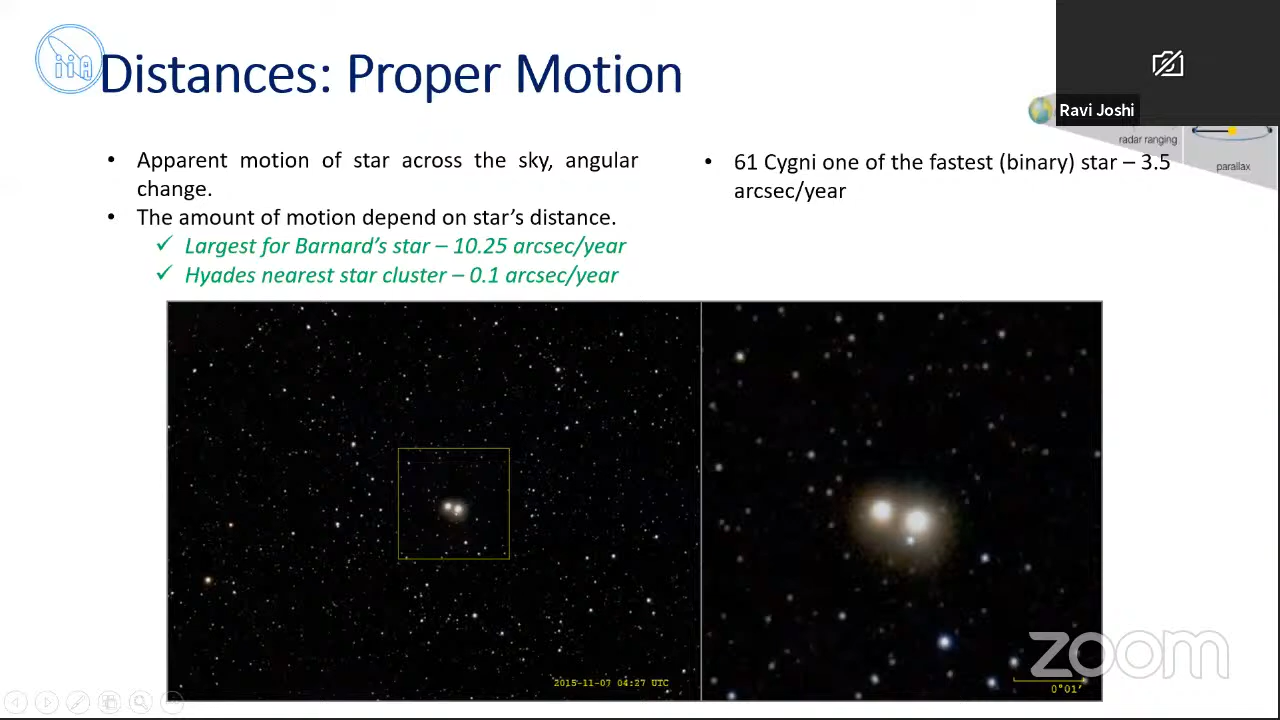 iiA
Distances: Proper Motion
Ravi Joshi
radar ranging
parallax
• Apparent motion of star across the sky, angular
change.
• The amount of motion depend on star's distance.
✓ Largest for Barnard's star – 10.25 arcsec/year
✓ Hyades nearest star cluster – 0.1 arcsec/year
• 61 Cygni one of the fastest (binary) star – 3.5
arcsec/year
2015-11-07 04:27 UTC
0°01'
zoom